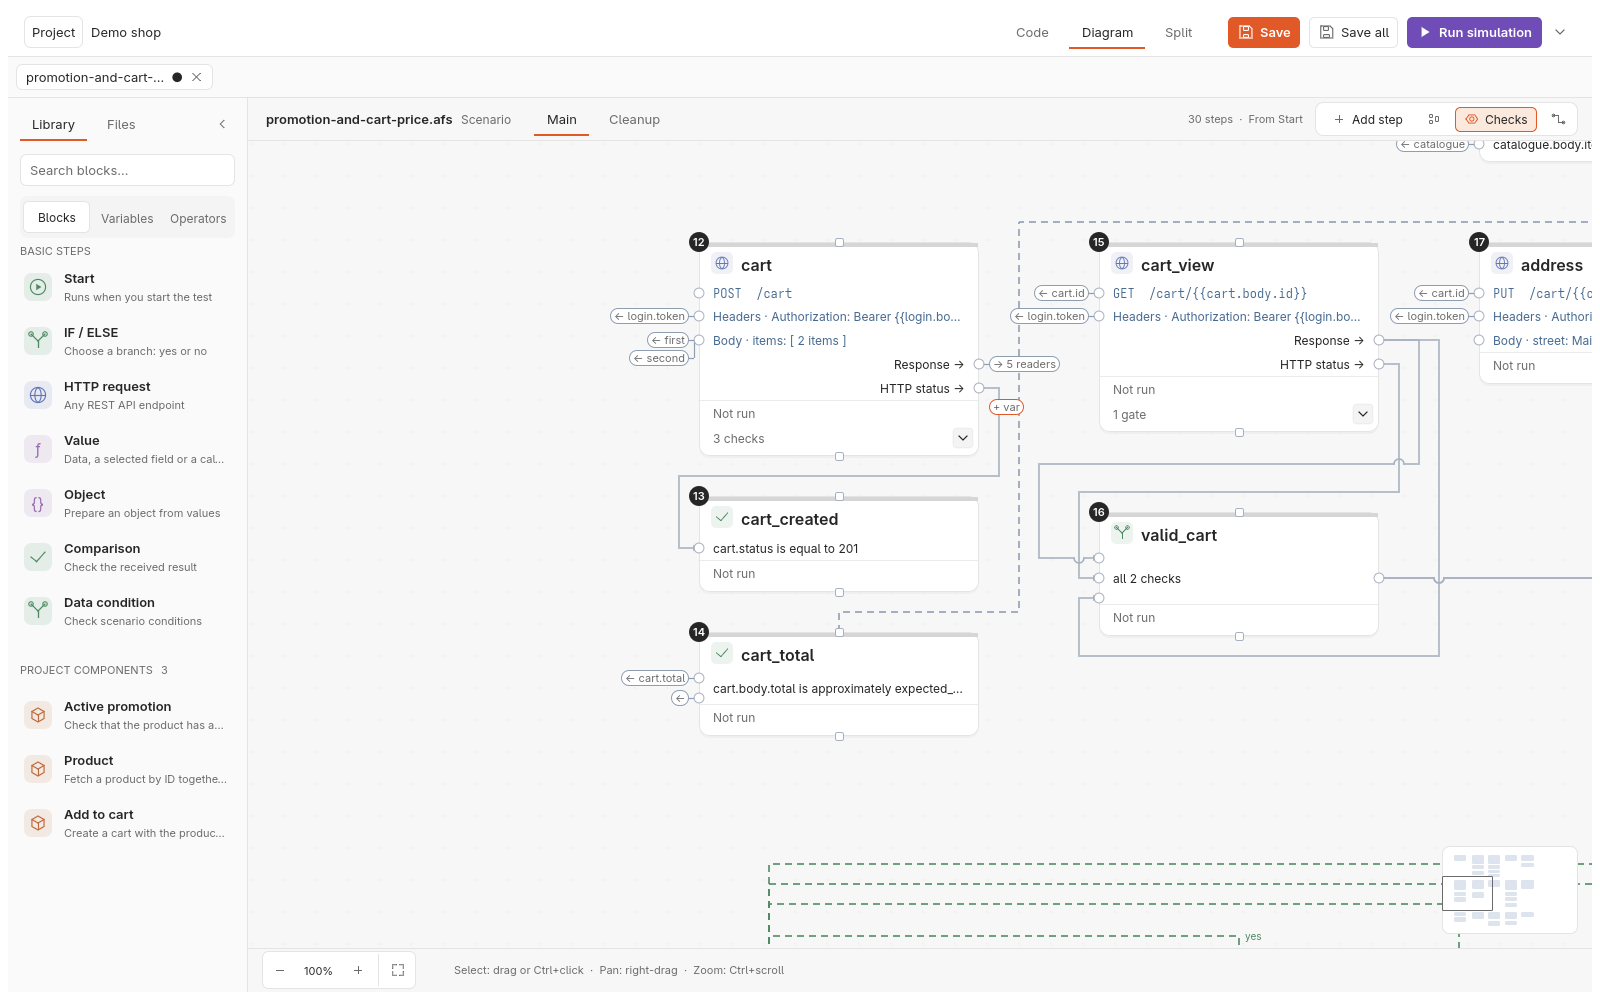 Project Demo shop
Code Diagram Split Save Save all Run simulation
promotion-and-cart-...
Library Files
promotion-and-cart-price.afs Scenario Main Cleanup
30 steps · From Start + Add step Checks
Search blocks...
Blocks Variables Operators
BASIC STEPS
Start
Runs when you start the test
IF / ELSE
Choose a branch: yes or no
HTTP request
Any REST API endpoint
Value
Data, a selected field or a cal...
Object
Prepare an object from values
Comparison
Check the received result
Data condition
Check scenario conditions
PROJECT COMPONENTS 3
Active promotion
Check that the product has a...
Product
Fetch a product by ID togethe...
Add to cart
Create a cart with the produc...
← catalogue
catalogue.body.it
12
cart
POST /cart
← login.token
Headers · Authorization: Bearer {{login.bo...
← first
← second
Body · items: [ 2 items ]
Response →
→ 5 readers
HTTP status →
+ var
Not run
3 checks
13
cart_created
cart.status is equal to 201
Not run
14
cart_total
← cart.total
←
cart.body.total is approximately expected_...
Not run
15
cart_view
← cart.id
GET /cart/{{cart.body.id}}
← login.token
Headers · Authorization: Bearer {{login.bo...
Response →
HTTP status →
Not run
1 gate
16
valid_cart
all 2 checks
Not run
17
address
← cart.id
PUT /cart/{{c
← login.token
Headers · Authori
Body · street: Mai
Not run
yes
− 100% +
Select: drag or Ctrl+click · Pan: right-drag · Zoom: Ctrl+scroll